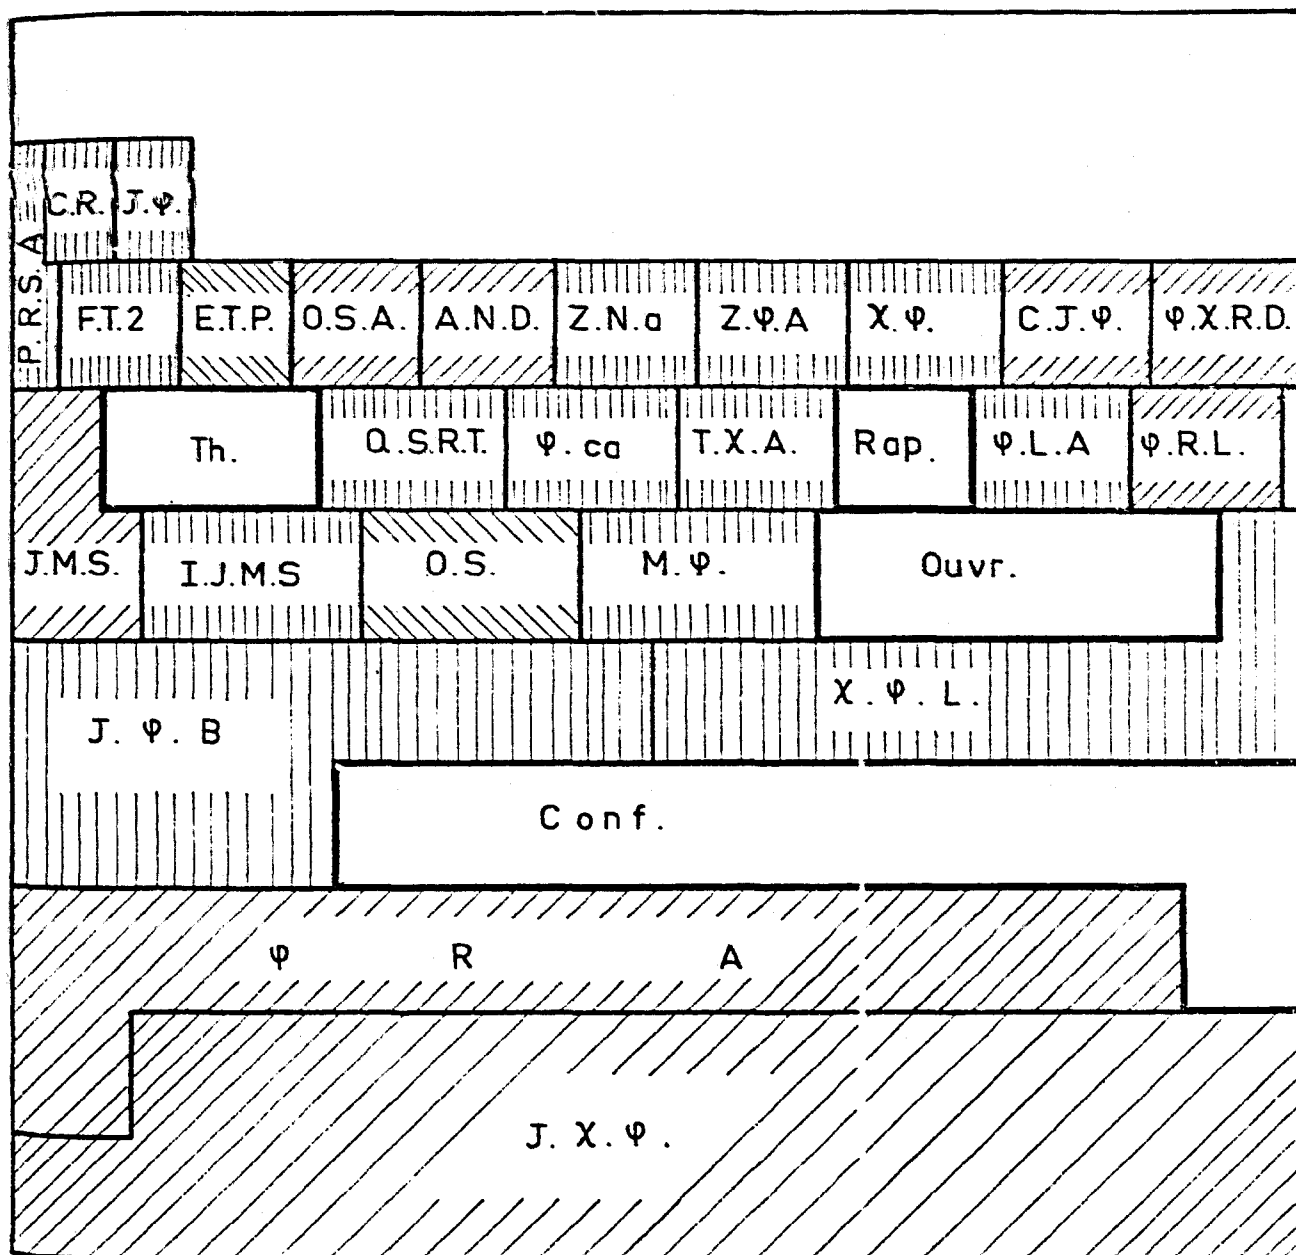 C.R. J.φ.
P.R.S.A
F.T.2 E.T.P. O.S.A. A.N.D. Z.N.a Z.φ.A χ.φ. C.J.φ. φ.χ.R.D.
Th. Q.S.R.T. φ.ca T.χ.A. Rap. φ.L.A φ.R.L.
J.M.S. I.J.M.S O.S. M.φ. Ouvr.
χ.φ.L.
J.φ.B
Conf.
φ R A
J.χ.φ.